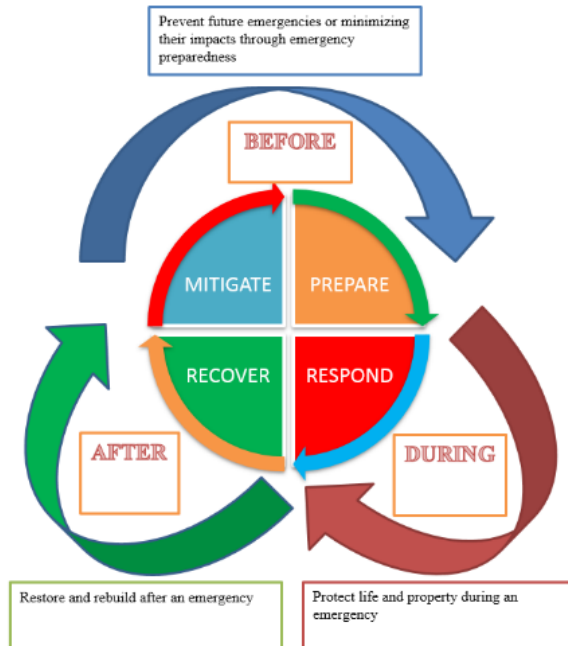 Prevent future emergencies or minimizing
their impacts through emergency
preparedness
BEFORE
MITIGATE
PREPARE
RECOVER
RESPOND
AFTER
DURING
Restore and rebuild after an emergency
Protect life and property during an
emergency